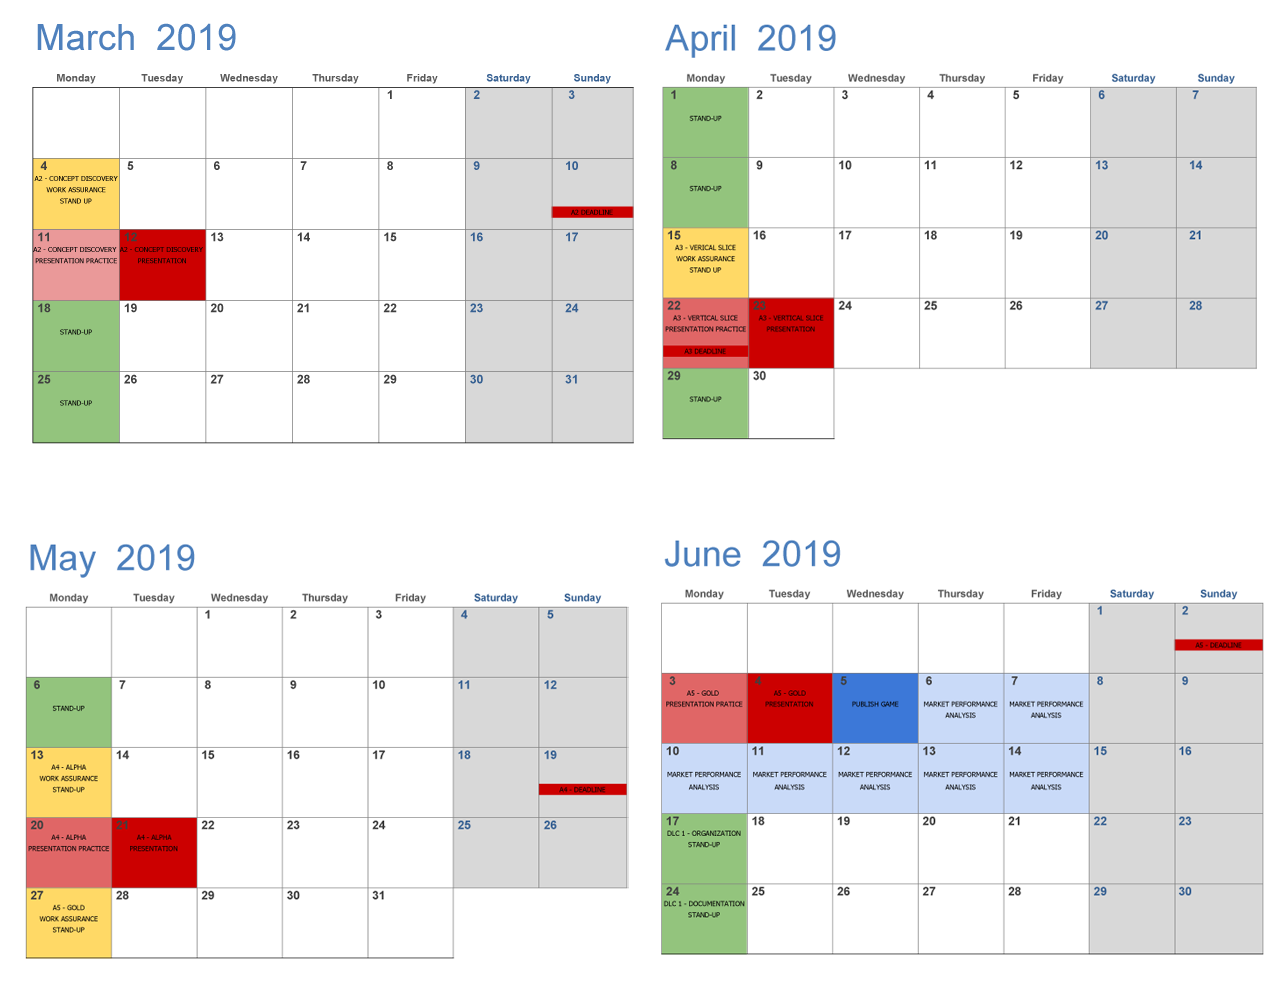 March 2019
Monday Tuesday Wednesday Thursday Friday Saturday Sunday
1 2 3
4 5 6 7 8 9 10
A2 - CONCEPT DISCOVERY
WORK ASSURANCE
STAND UP
A2 DEADLINE
11 12 13 14 15 16 17
A2 - CONCEPT DISCOVERY A2 - CONCEPT DISCOVERY
PRESENTATION PRACTICE PRESENTATION
18 19 20 21 22 23 24
STAND-UP
25 26 27 28 29 30 31
STAND-UP
April 2019
Monday Tuesday Wednesday Thursday Friday Saturday Sunday
1 2 3 4 5 6 7
STAND-UP
8 9 10 11 12 13 14
STAND-UP
15 16 17 18 19 20 21
A3 - VERICAL SLICE
WORK ASSURANCE
STAND UP
22 23 24 25 26 27 28
A3 - VERTICAL SLICE A3 - VERTICAL SLICE
PRESENTATION PRACTICE PRESENTATION
A3 DEADLINE
29 30
STAND-UP
May 2019
Monday Tuesday Wednesday Thursday Friday Saturday Sunday
1 2 3 4 5
6 7 8 9 10 11 12
STAND-UP
13 14 15 16 17 18 19
A4 - ALPHA
WORK ASSURANCE
STAND-UP
A4 - DEADLINE
20 21 22 23 24 25 26
A4 - ALPHA A4 - ALPHA
PRESENTATION PRACTICE PRESENTATION
27 28 29 30 31
A5 - GOLD
WORK ASSURANCE
STAND-UP
June 2019
Monday Tuesday Wednesday Thursday Friday Saturday Sunday
1 2
A5 - DEADLINE
3 4 5 6 7 8 9
A5 - GOLD A5 - GOLD
PRESENTATION PRATICE PRESENTATION PUBLISH GAME MARKET PERFORMANCE MARKET PERFORMANCE
ANALYSIS ANALYSIS
10 11 12 13 14 15 16
MARKET PERFORMANCE MARKET PERFORMANCE MARKET PERFORMANCE MARKET PERFORMANCE MARKET PERFORMANCE
ANALYSIS ANALYSIS ANALYSIS ANALYSIS ANALYSIS
17 18 19 20 21 22 23
DLC 1 - ORGANIZATION
STAND-UP
24 25 26 27 28 29 30
DLC 1 - DOCUMENTATION
STAND-UP